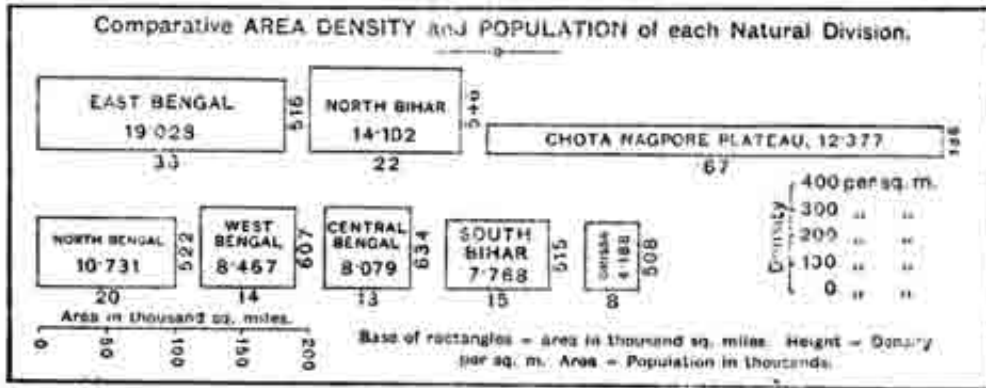 Comparative AREA DENSITY and POPULATION of each Natural Division.
EAST BENGAL
19·028
33
516
NORTH BIHAR
14·102
22
CHOTA NAGPORE PLATEAU, 12·377
67
NORTH BENGAL
10·731
20
522
WEST
BENGAL
8·467
14
607
CENTRAL
BENGAL
8·079
13
634
SOUTH
BIHAR
7·768
15
515
ORISSA
4·188
8
508
Density
400 per sq. m.
300 " "
200 " "
100 " "
0 " "
Area in thousand sq. miles.
0 50 100 150 200
Base of rectangles = area in thousand sq. miles. Height = Density
per sq. m. Area = Population in thousands.